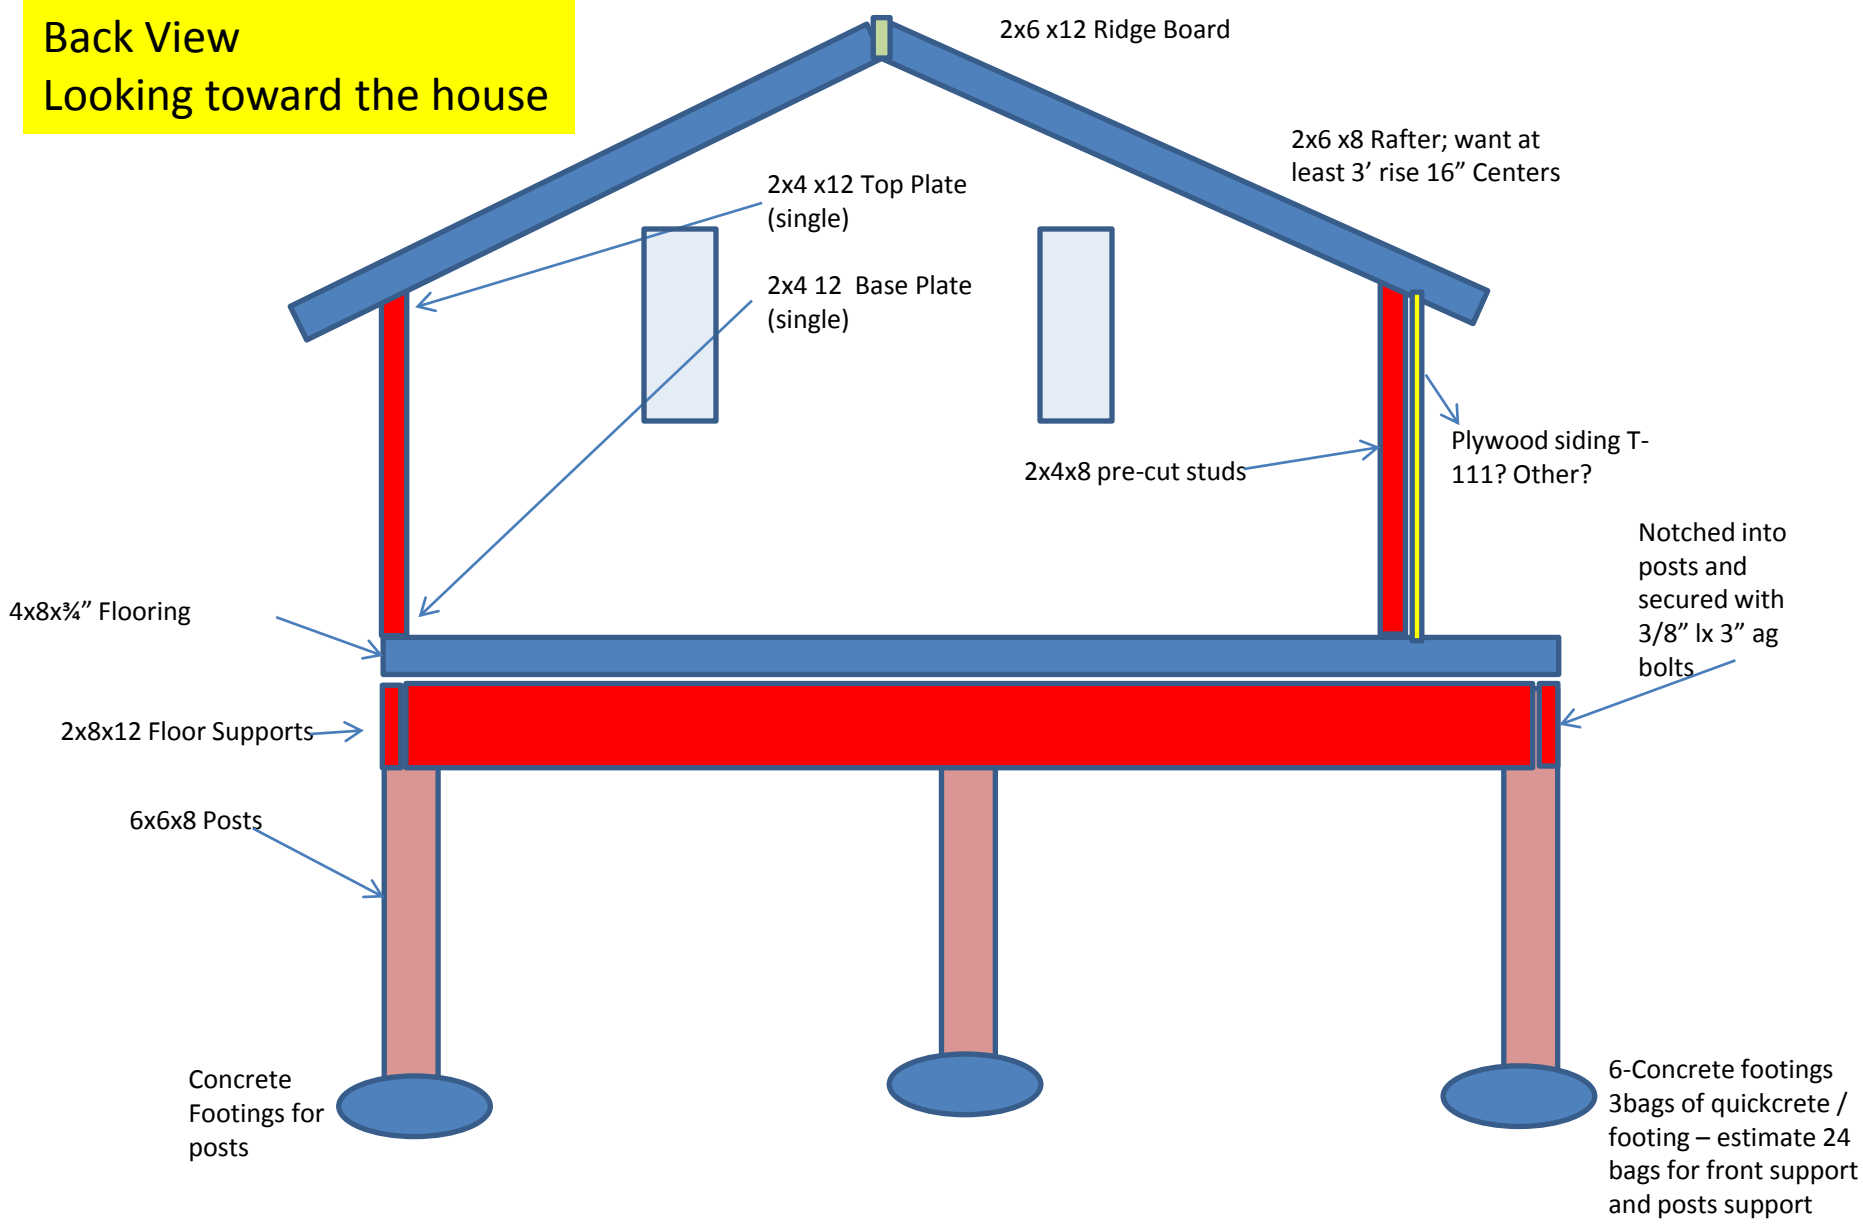 Back View
Looking toward the house
2x6 x12 Ridge Board
2x6 x8 Rafter; want at
least 3’ rise 16” Centers
2x4 x12 Top Plate
(single)
2x4 12  Base Plate
(single)
Plywood siding T-
111? Other?
2x4x8 pre-cut studs
Notched into
posts and
secured with
3/8” lx 3” ag
bolts
4x8x¾” Flooring
2x8x12 Floor Supports
6x6x8 Posts
Concrete
Footings for
posts
6-Concrete footings
3bags of quickcrete /
footing – estimate 24
bags for front support
and posts support